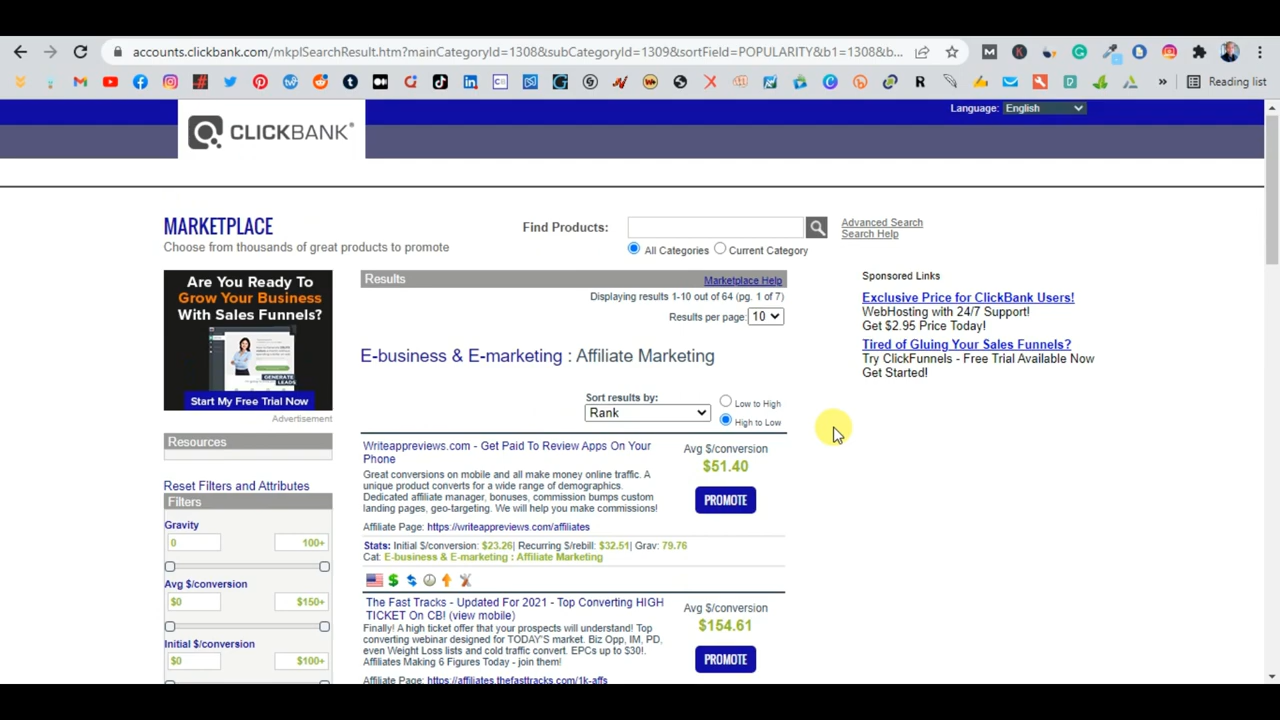 accounts.clickbank.com/mkplSearchResult.htm?mainCategoryId=1308&subCategoryId=1309&sortField=POPULARITY&b1=1308&b...
Reading list
Language: English
CLICKBANK
MARKETPLACE
Choose from thousands of great products to promote
Find Products:
Advanced Search
Search Help
All Categories Current Category
Are You Ready To
Grow Your Business
With Sales Funnels?
GENERATE
LEADS
Start My Free Trial Now
Advertisement
Resources
Reset Filters and Attributes
Filters
Gravity
0 100+
Avg $/conversion
$0 $150+
Initial $/conversion
$0 $100+
Results Marketplace Help
Displaying results 1-10 out of 64 (pg. 1 of 7)
Results per page: 10
E-business & E-marketing : Affiliate Marketing
Sort results by:
Rank
Low to High
High to Low
Writeappreviews.com - Get Paid To Review Apps On Your
Phone
Great conversions on mobile and all make money online traffic. A
unique product converts for a wide range of demographics.
Dedicated affiliate manager, bonuses, commission bumps custom
landing pages, geo-targeting. We will help you make commissions!
Affiliate Page: https://writeappreviews.com/affiliates
Stats: Initial $/conversion: $23.26| Recurring $/rebill: $32.51| Grav: 79.76
Cat: E-business & E-marketing : Affiliate Marketing
Avg $/conversion
$51.40
PROMOTE
The Fast Tracks - Updated For 2021 - Top Converting HIGH
TICKET On CB! (view mobile)
Finally! A high ticket offer that your prospects will understand! Top
converting webinar designed for TODAY'S market. Biz Opp, IM, PD,
even Weight Loss lists and cold traffic convert. EPCs up to $30!.
Affiliates Making 6 Figures Today - join them!
Affiliate Page: https://affiliates.thefasttracks.com/1k-affs
Avg $/conversion
$154.61
PROMOTE
Sponsored Links
Exclusive Price for ClickBank Users!
WebHosting with 24/7 Support!
Get $2.95 Price Today!
Tired of Gluing Your Sales Funnels?
Try ClickFunnels - Free Trial Available Now
Get Started!